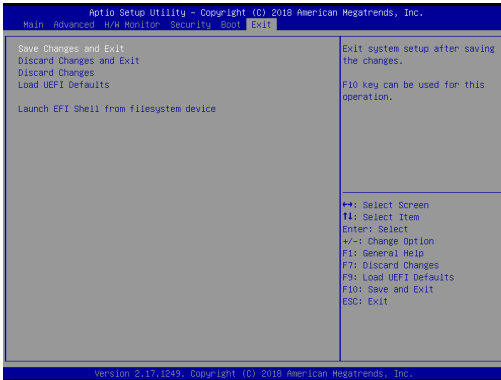 Aptio Setup Utility – Copyright (C) 2018 American Megatrends, Inc.
Main Advanced H/W Monitor Security Boot Exit
Save Changes and Exit
Discard Changes and Exit
Discard Changes
Load UEFI Defaults
Launch EFI Shell from filesystem device
Exit system setup after saving
the changes.
F10 key can be used for this
operation.
↔: Select Screen
↑↓: Select Item
Enter: Select
+/-: Change Option
F1: General Help
F7: Discard Changes
F9: Load UEFI Defaults
F10: Save and Exit
ESC: Exit
Version 2.17.1249. Copyright (C) 2018 American Megatrends, Inc.